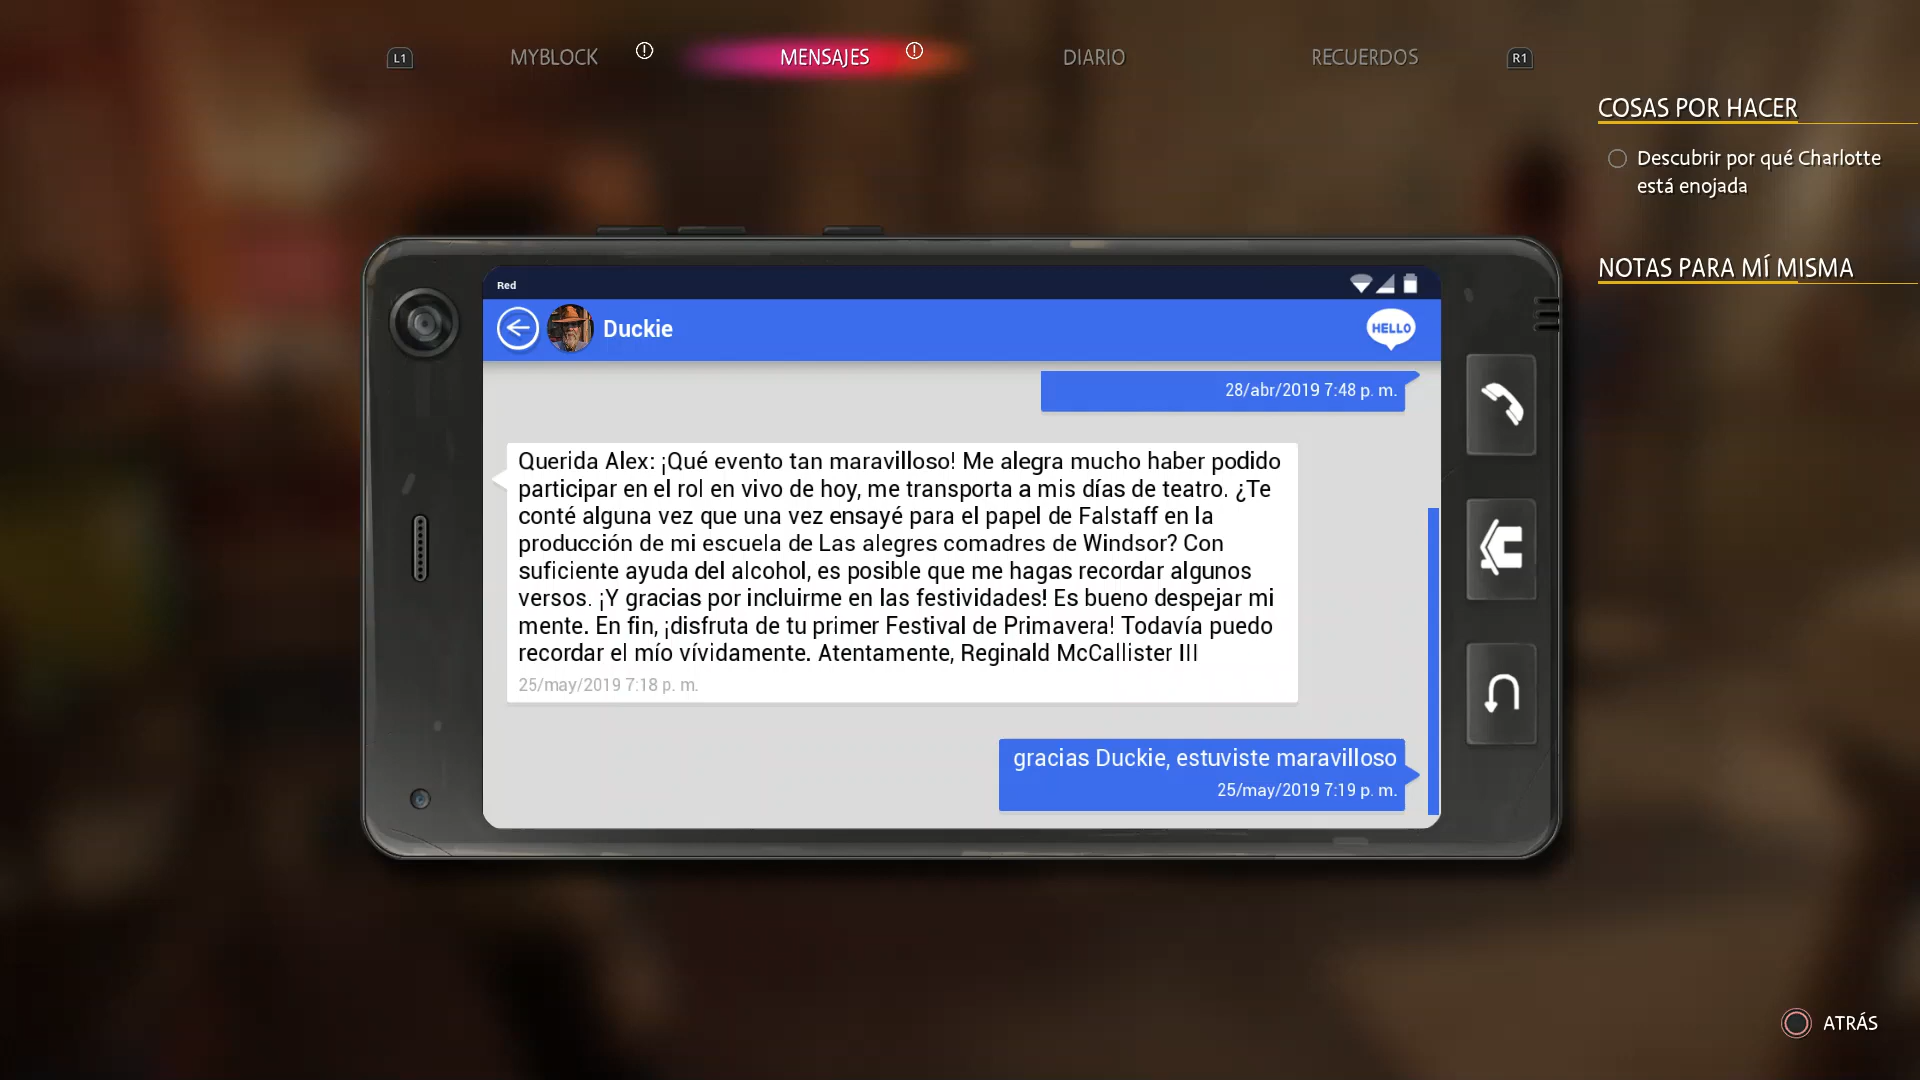 L1
MYBLOCK
MENSAJES
DIARIO
RECUERDOS
R1
COSAS POR HACER
Descubrir por qué Charlotte
está enojada
NOTAS PARA MÍ MISMA
Red
Duckie
HELLO
28/abr/2019 7:48 p. m.
Querida Alex: ¡Qué evento tan maravilloso! Me alegra mucho haber podido
participar en el rol en vivo de hoy, me transporta a mis días de teatro. ¿Te
conté alguna vez que una vez ensayé para el papel de Falstaff en la
producción de mi escuela de Las alegres comadres de Windsor? Con
suficiente ayuda del alcohol, es posible que me hagas recordar algunos
versos. ¡Y gracias por incluirme en las festividades! Es bueno despejar mi
mente. En fin, ¡disfruta de tu primer Festival de Primavera! Todavía puedo
recordar el mío vívidamente. Atentamente, Reginald McCallister III
25/may/2019 7:18 p. m.
gracias Duckie, estuviste maravilloso
25/may/2019 7:19 p. m.
ATRÁS